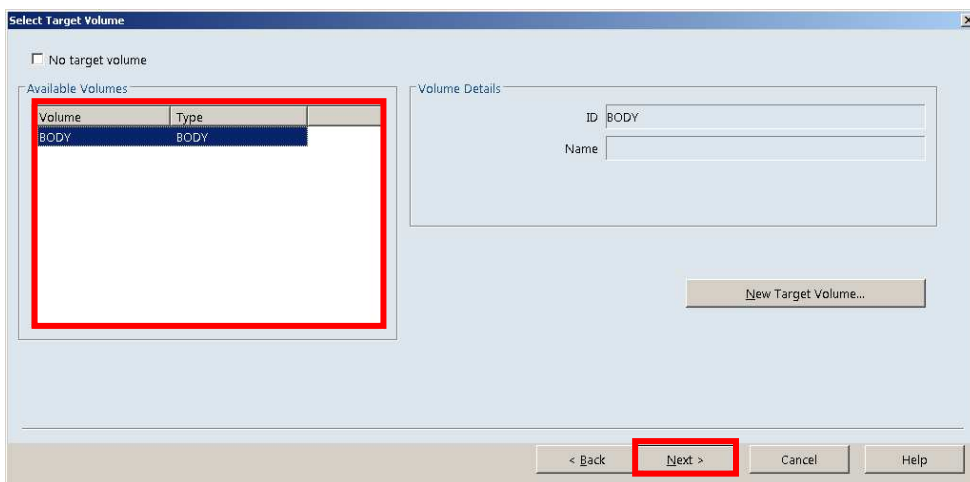 Select Target Volume
No target volume
Available Volumes
Volume Type
BODY BODY
Volume Details
ID BODY
Name
New Target Volume...
< Back Next > Cancel Help